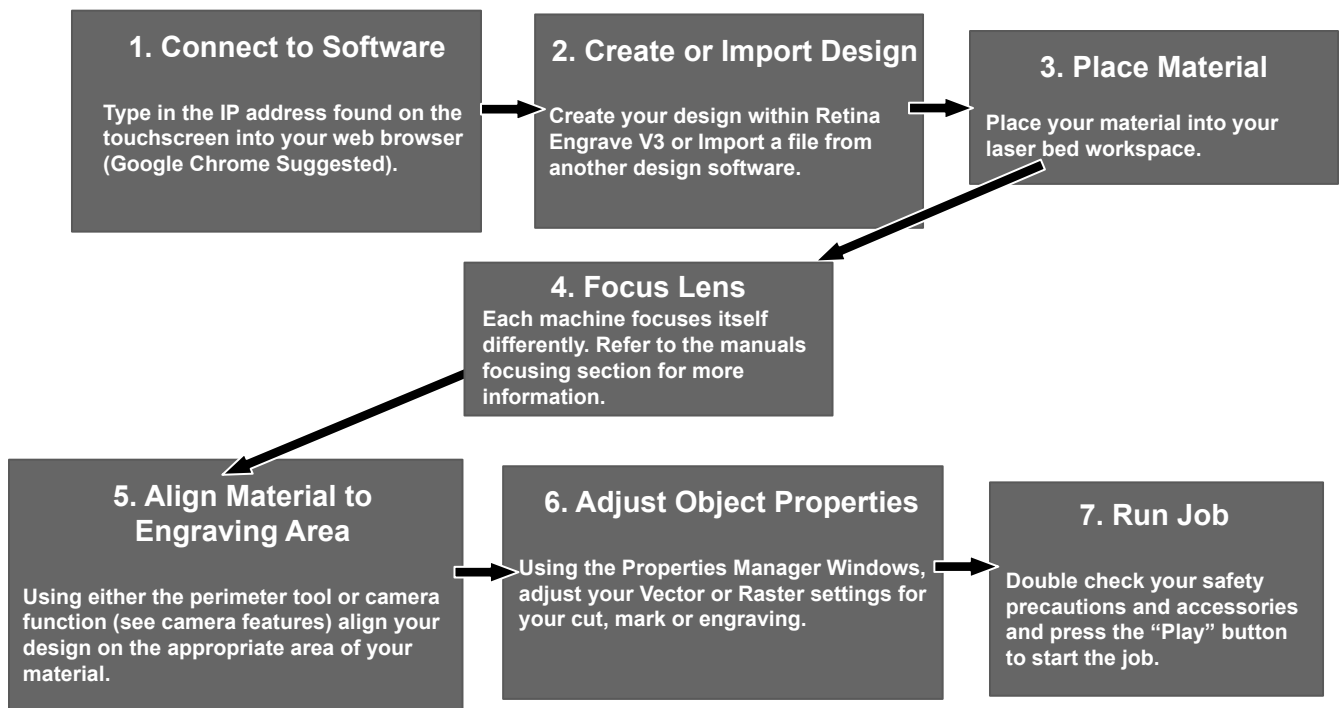 1. Connect to Software
Type in the IP address found on the
touchscreen into your web browser
(Google Chrome Suggested).
2. Create or Import Design
Create your design within Retina
Engrave V3 or Import a file from
another design software.
3. Place Material
Place your material into your
laser bed workspace.
4. Focus Lens
Each machine focuses itself
differently. Refer to the manuals
focusing section for more
information.
5. Align Material to
Engraving Area
Using either the perimeter tool or camera
function (see camera features) align your
design on the appropriate area of your
material.
6. Adjust Object Properties
Using the Properties Manager Windows,
adjust your Vector or Raster settings for
your cut, mark or engraving.
7. Run Job
Double check your safety
precautions and accessories
and press the “Play” button
to start the job.